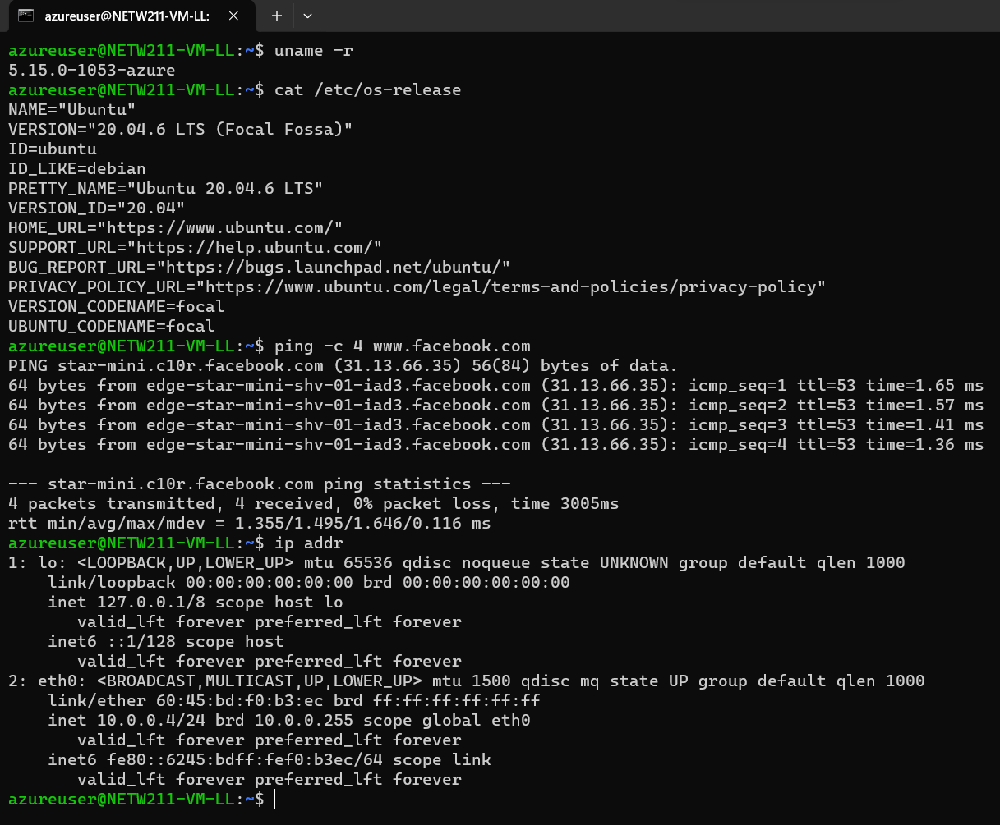 azureuser@NETW211-VM-LL:
azureuser@NETW211-VM-LL:~$ uname -r
5.15.0-1053-azure
azureuser@NETW211-VM-LL:~$ cat /etc/os-release
NAME="Ubuntu"
VERSION="20.04.6 LTS (Focal Fossa)"
ID=ubuntu
ID_LIKE=debian
PRETTY_NAME="Ubuntu 20.04.6 LTS"
VERSION_ID="20.04"
HOME_URL="https://www.ubuntu.com/"
SUPPORT_URL="https://help.ubuntu.com/"
BUG_REPORT_URL="https://bugs.launchpad.net/ubuntu/"
PRIVACY_POLICY_URL="https://www.ubuntu.com/legal/terms-and-policies/privacy-policy"
VERSION_CODENAME=focal
UBUNTU_CODENAME=focal
azureuser@NETW211-VM-LL:~$ ping -c 4 www.facebook.com
PING star-mini.c10r.facebook.com (31.13.66.35) 56(84) bytes of data.
64 bytes from edge-star-mini-shv-01-iad3.facebook.com (31.13.66.35): icmp_seq=1 ttl=53 time=1.65 ms
64 bytes from edge-star-mini-shv-01-iad3.facebook.com (31.13.66.35): icmp_seq=2 ttl=53 time=1.57 ms
64 bytes from edge-star-mini-shv-01-iad3.facebook.com (31.13.66.35): icmp_seq=3 ttl=53 time=1.41 ms
64 bytes from edge-star-mini-shv-01-iad3.facebook.com (31.13.66.35): icmp_seq=4 ttl=53 time=1.36 ms

--- star-mini.c10r.facebook.com ping statistics ---
4 packets transmitted, 4 received, 0% packet loss, time 3005ms
rtt min/avg/max/mdev = 1.355/1.495/1.646/0.116 ms
azureuser@NETW211-VM-LL:~$ ip addr
1: lo: <LOOPBACK,UP,LOWER_UP> mtu 65536 qdisc noqueue state UNKNOWN group default qlen 1000
    link/loopback 00:00:00:00:00:00 brd 00:00:00:00:00:00
    inet 127.0.0.1/8 scope host lo
       valid_lft forever preferred_lft forever
    inet6 ::1/128 scope host
       valid_lft forever preferred_lft forever
2: eth0: <BROADCAST,MULTICAST,UP,LOWER_UP> mtu 1500 qdisc mq state UP group default qlen 1000
    link/ether 60:45:bd:f0:b3:ec brd ff:ff:ff:ff:ff:ff
    inet 10.0.0.4/24 brd 10.0.0.255 scope global eth0
       valid_lft forever preferred_lft forever
    inet6 fe80::6245:bdff:fef0:b3ec/64 scope link
       valid_lft forever preferred_lft forever
azureuser@NETW211-VM-LL:~$